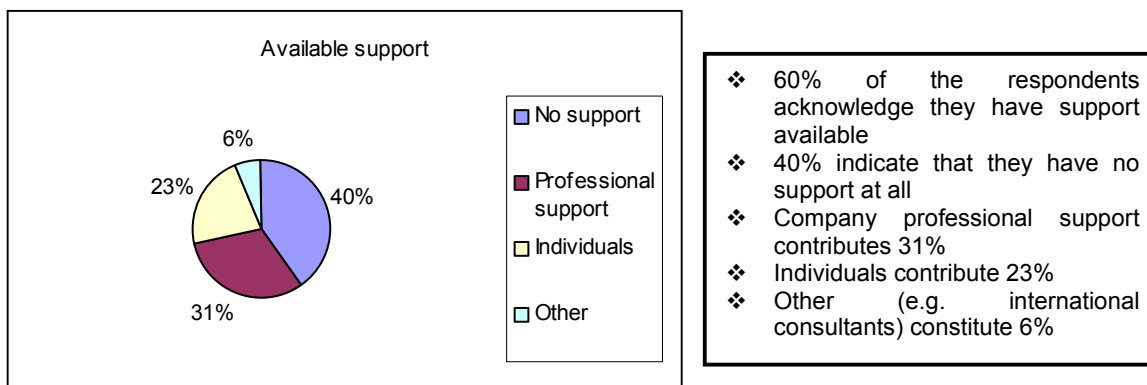 Available support
6%
23%
40%
31%
No support
Professional
support
Individuals
Other
❖ 60% of the respondents
acknowledge they have support
available
❖ 40% indicate that they have no
support at all
❖ Company professional support
contributes 31%
❖ Individuals contribute 23%
❖ Other (e.g. international
consultants) constitute 6%